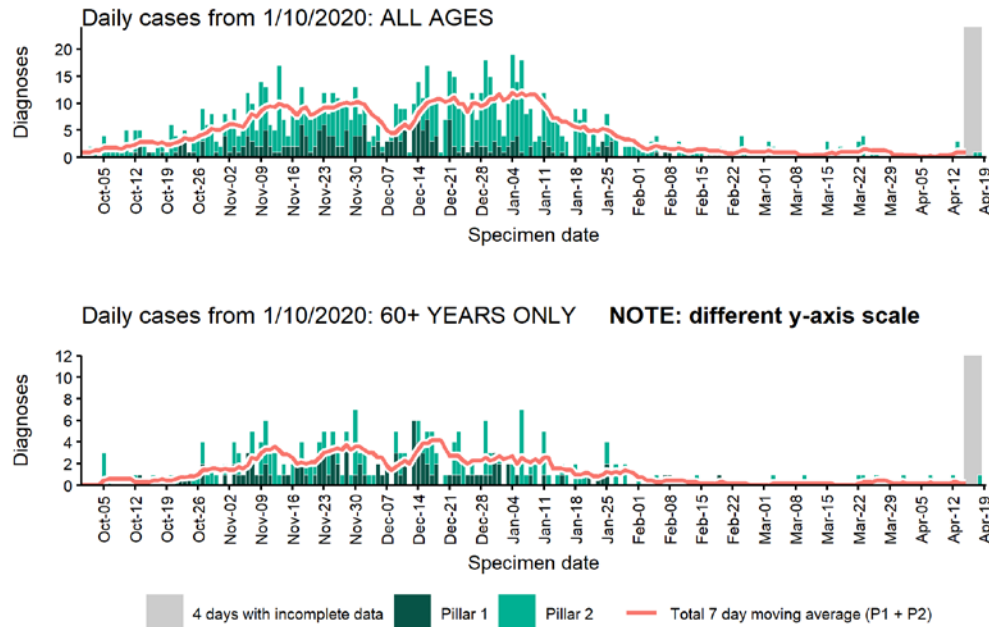 Daily cases from 1/10/2020: ALL AGES
Diagnoses
20
15
10
5
0
Oct-05 Oct-12 Oct-19 Oct-26 Nov-02 Nov-09 Nov-16 Nov-23 Nov-30 Dec-07 Dec-14 Dec-21 Dec-28 Jan-04 Jan-11 Jan-18 Jan-25 Feb-01 Feb-08 Feb-15 Feb-22 Mar-01 Mar-08 Mar-15 Mar-22 Mar-29 Apr-05 Apr-12 Apr-19
Specimen date
Daily cases from 1/10/2020: 60+ YEARS ONLY NOTE: different y-axis scale
Diagnoses
12
10
8
6
4
2
0
Oct-05 Oct-12 Oct-19 Oct-26 Nov-02 Nov-09 Nov-16 Nov-23 Nov-30 Dec-07 Dec-14 Dec-21 Dec-28 Jan-04 Jan-11 Jan-18 Jan-25 Feb-01 Feb-08 Feb-15 Feb-22 Mar-01 Mar-08 Mar-15 Mar-22 Mar-29 Apr-05 Apr-12 Apr-19
Specimen date
4 days with incomplete data Pillar 1 Pillar 2 Total 7 day moving average (P1 + P2)